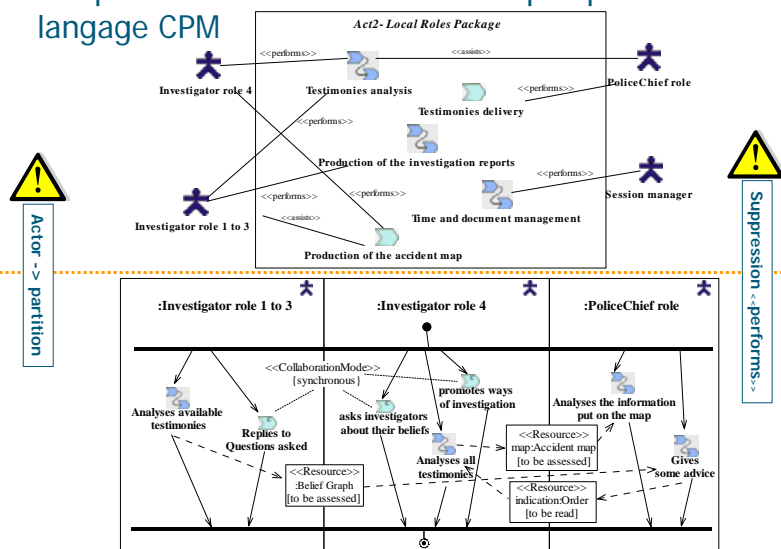 langage CPM
Act2- Local Roles Package
<<performs>>
<<assists>>
Investigator role 4
Testimonies analysis
PoliceChief role
<<performs>>
Testimonies delivery
<<performs>>
Production of the investigation reports
<<performs>>
Session manager
<<performs>>
<<performs>>
Time and document management
Investigator role 1 to 3
<<assists>>
Production of the accident map
Actor -> partition
Suppression <<performs>>
:Investigator role 1 to 3
:Investigator role 4
:PoliceChief role
<<CollaborationMode>>
{synchronous}
promotes ways
of investigation
Analyses available
testimonies
Replies to
Questions asked
asks investigators
about their beliefs
Analyses the information
put on the map
<<Resource>>
map:Accident map
[to be assessed]
Analyses all
testimonies
Gives
some advice
<<Resource>>
:Belief Graph
[to be assessed]
<<Resource>>
indication:Order
[to be read]